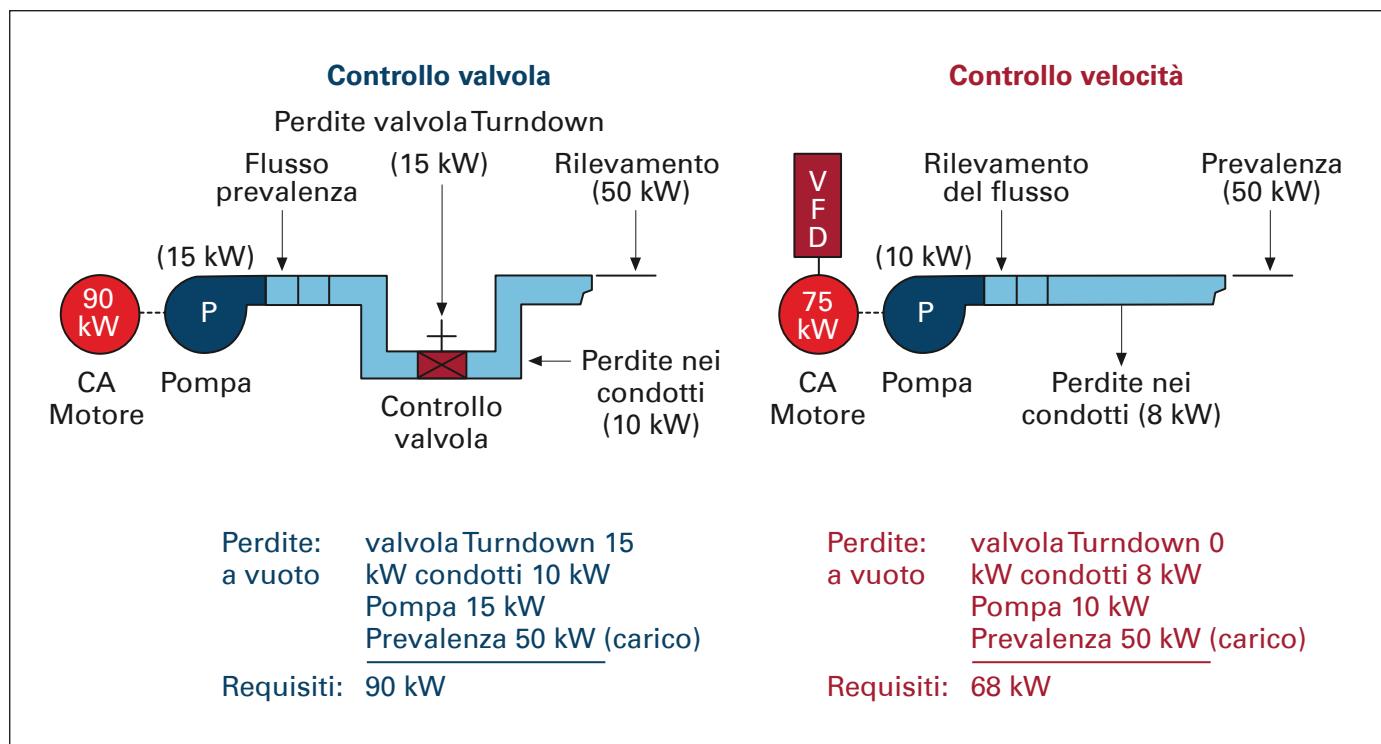 Controllo valvola
Perdite valvola Turndown
(15 kW)
Flusso
prevalenza
Rilevamento
(50 kW)
(15 kW)
90
kW
P
CA
Motore
Pompa
Controllo
valvola
Perdite nei
condotti
(10 kW)
Perdite:
a vuoto
valvola Turndown 15
kW condotti 10 kW
Pompa 15 kW
Prevalenza 50 kW (carico)
Requisiti: 90 kW
Controllo velocità
V
F
D
Rilevamento
del flusso
Prevalenza
(50 kW)
(10 kW)
75
kW
P
CA
Motore
Pompa
Perdite nei
condotti (8 kW)
Perdite:
a vuoto
valvola Turndown 0
kW condotti 8 kW
Pompa 10 kW
Prevalenza 50 kW (carico)
Requisiti: 68 kW